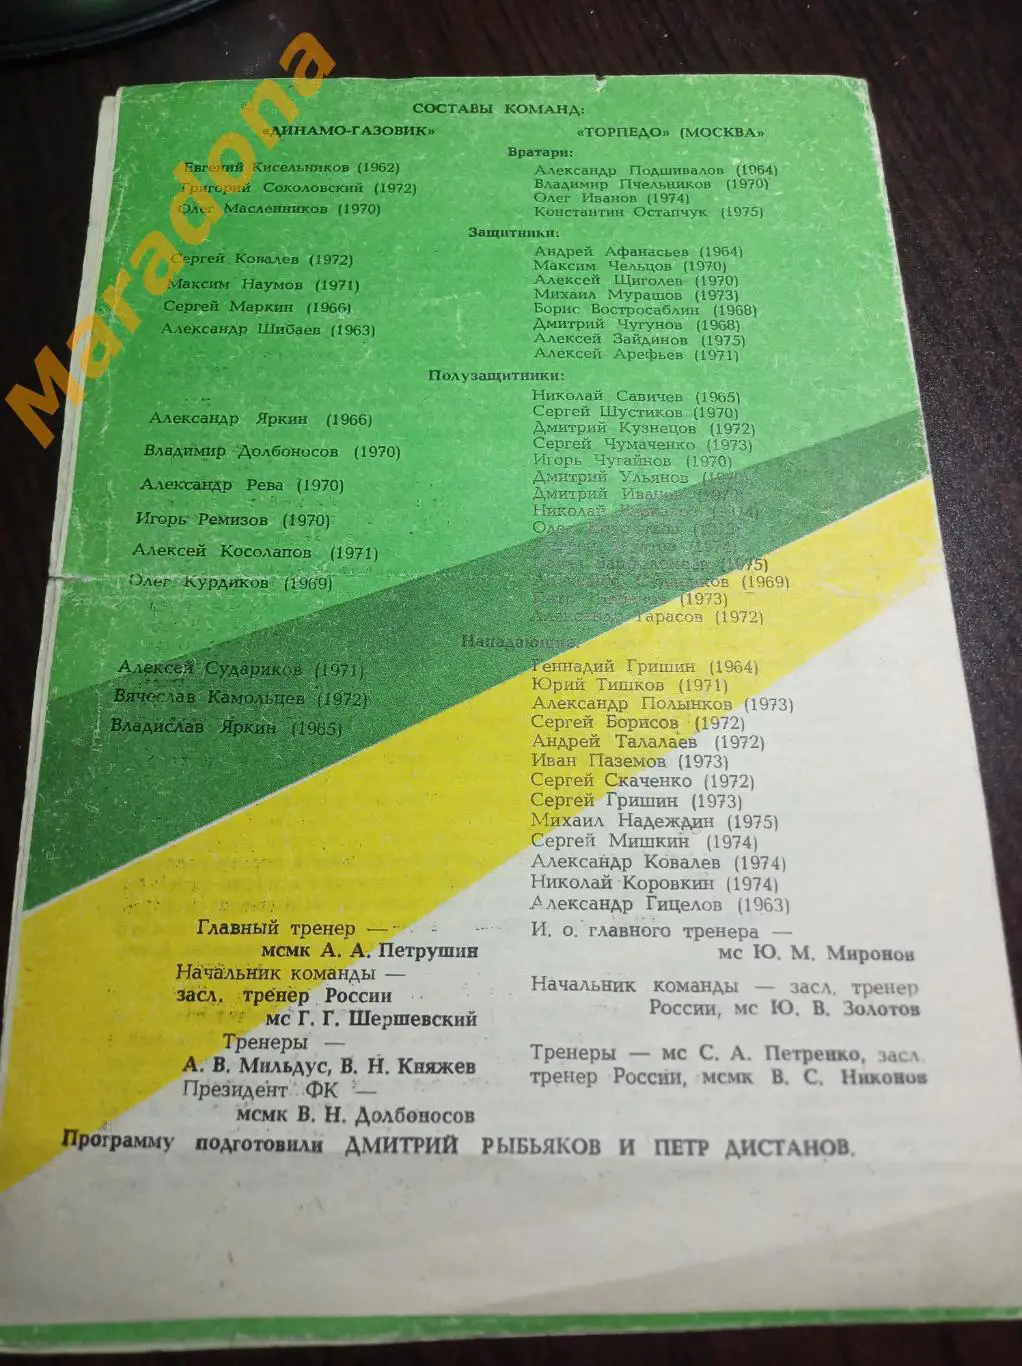 Maradona
СОСТАВЫ КОМАНД:
«ДИНАМО-ГАЗОВИК»
«ТОРПЕДО» (МОСКВА»
Вратари:
Евгений Кисельников (1962)
Григорий Соколовский (1972)
Олег Масленников (1970)
Александр Подшивалов (1964)
Владимир Пчельников (1970)
Олег Иванов (1974)
Константин Остапчук (1975)
Защитники:
Сергей Ковалев (1972)
Максим Наумов (1971)
Сергей Маркин (1966)
Александр Шибаев (1963)
Андрей Афанасьев (1964)
Максим Чельцов (1970)
Алексей Щиголев (1970)
Михаил Мурашов (1973)
Борис Востросаблин (1968)
Дмитрий Чугунов (1968)
Алексей Зайдинов (1975)
Алексей Арефьев (1971)
Полузащитники:
Александр Яркин (1966)
Владимир Долбоносов (1970)
Александр Рева (1970)
Игорь Ремизов (1970)
Алексей Косолапов (1971)
Олег Курдиков (1969)
Николай Савичев (1965)
Сергей Шустиков (1970)
Дмитрий Кузнецов (1972)
Сергей Чумаченко (1973)
Игорь Чугайнов (1970)
Дмитрий Ульянов
Дмитрий Иванов
Николай
(1975)
(1969)
(1973)
Александр Тарасов (1972)
Нападающие:
Алексей Судариков (1971)
Вячеслав Камольцев (1972)
Владислав Яркин (1965)
Геннадий Гришин (1964)
Юрий Тишков (1971)
Александр Полынков (1973)
Сергей Борисов (1972)
Андрей Талалаев (1972)
Иван Паземов (1973)
Сергей Скаченко (1972)
Сергей Гришин (1973)
Михаил Надеждин (1975)
Сергей Мишкин (1974)
Александр Ковалев (1974)
Николай Коровкин (1974)
Александр Гицелов (1963)
Главный тренер —
мсмк А. А. Петрушин
Начальник команды —
засл. тренер России
мс Г. Г. Шершевский
Тренеры —
А. В. Мильдус, В. Н. Княжев
Президент ФК —
мсмк В. Н. Долбоносов
И. о. главного тренера —
мс Ю. М. Миронов
Начальник команды — засл. тренер
России, мс Ю. В. Золотов
Тренеры — мс С. А. Петренко, засл.
тренер России, мсмк В. С. Никонов
Программу подготовили ДМИТРИЙ РЫБЬЯКОВ И ПЕТР ДИСТАНОВ.